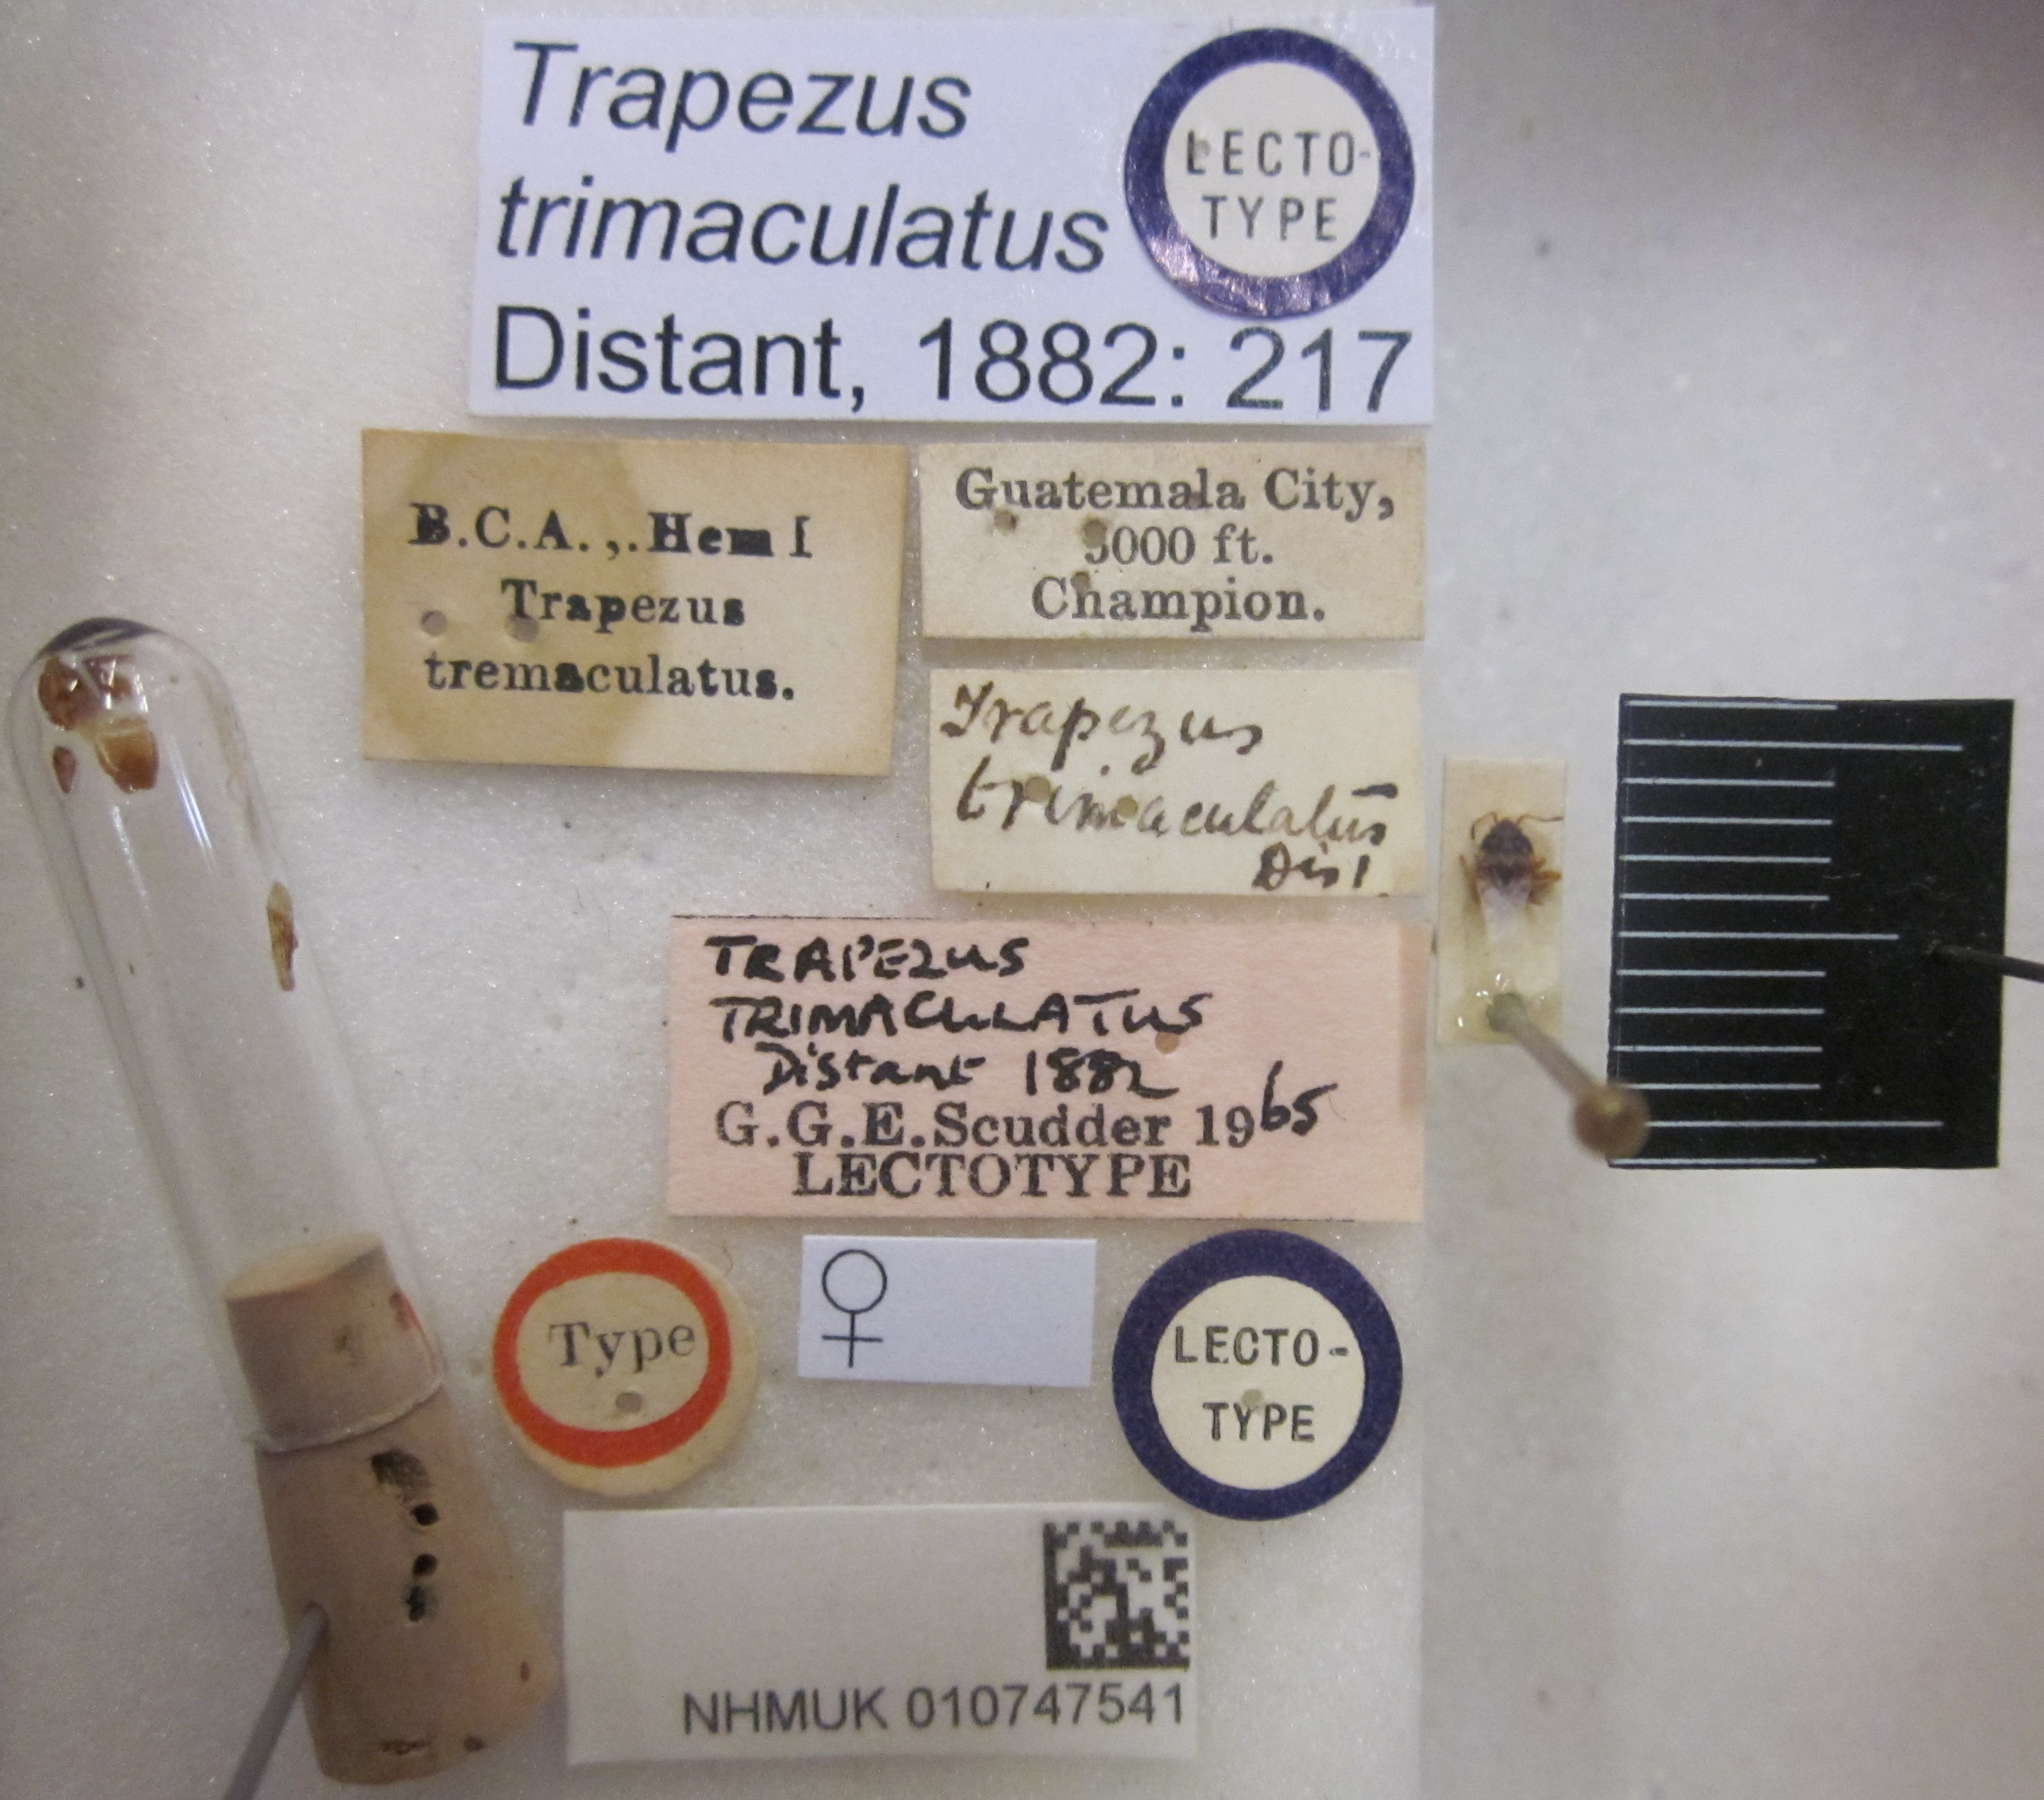 Trapezus
trimaculatus
Distant, 1882: 217
LECTO-
TYPE
B.C.A.,.Hem I
Trapezus
tremaculatus.
Guatemala City,
5000 ft.
Champion.
Trapezus
trimaculatus
Dist.
TRAPEZUS
TRIMACULATUS
Distant 1882
G.G.E.Scudder 1965
LECTOTYPE
Type
♀
LECTO-
TYPE
NHMUK 010747541